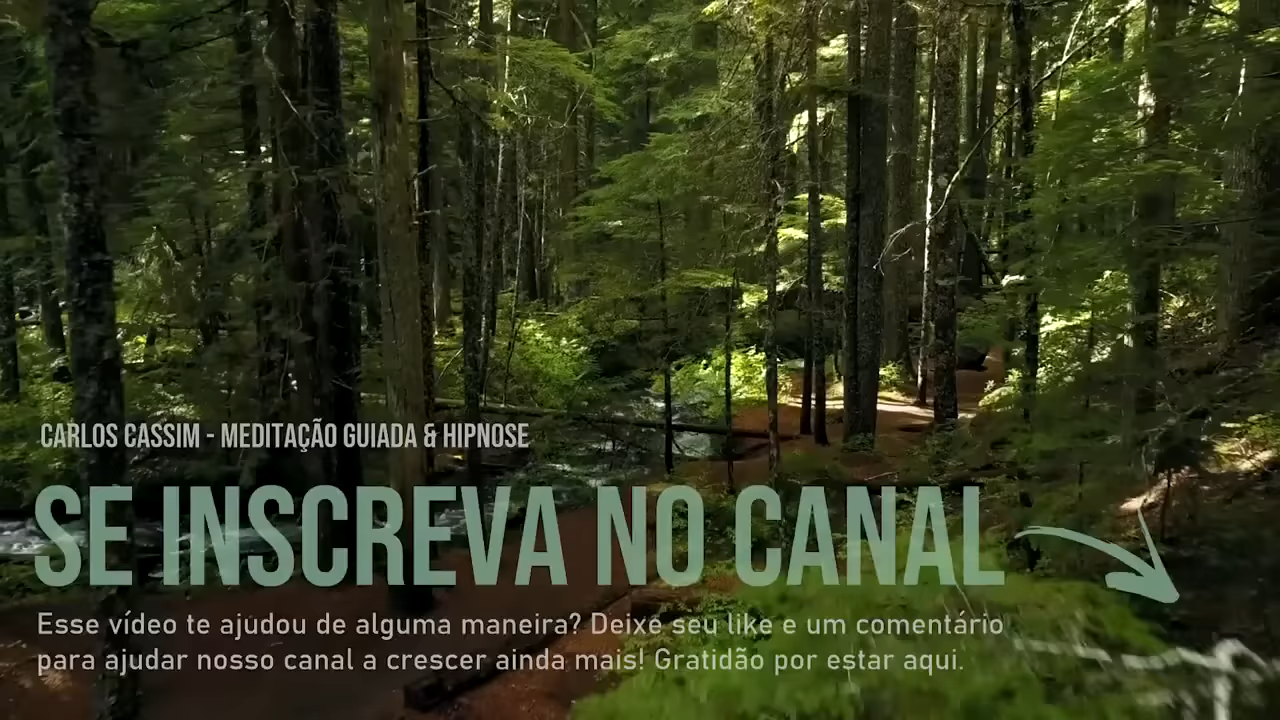 CARLOS CASSIM - MEDITAÇÃO GUIADA & HIPNOSE
SE INSCREVA NO CANAL
Esse vídeo te ajudou de alguma maneira? Deixe seu like e um comentário
para ajudar nosso canal a crescer ainda mais! Gratidão por estar aqui.